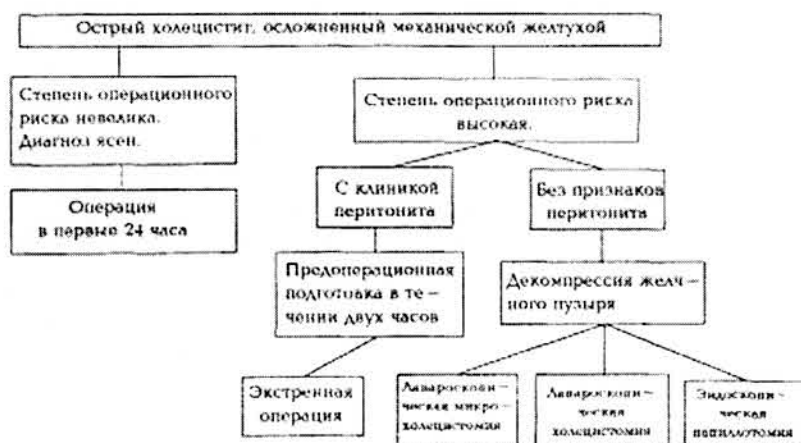 Острый холецистит, осложненный механической желтухой
Степень операционного
риска невелика.
Диагноз ясен.
Степень операционного риска
высокая.
Операция
в первые 24 часа
С клиникой
перитонита
Без признаков
перитонита
Предоперационная
подготовка в те –
чении двух часов
Декомпрессия желч –
ного пузыря
Экстренная
операция
Лапароскопи –
ческая микро –
холецистомия
Лапароскопи –
ческая
холецистомия
Эндоскопи –
ческая
папиллотомия